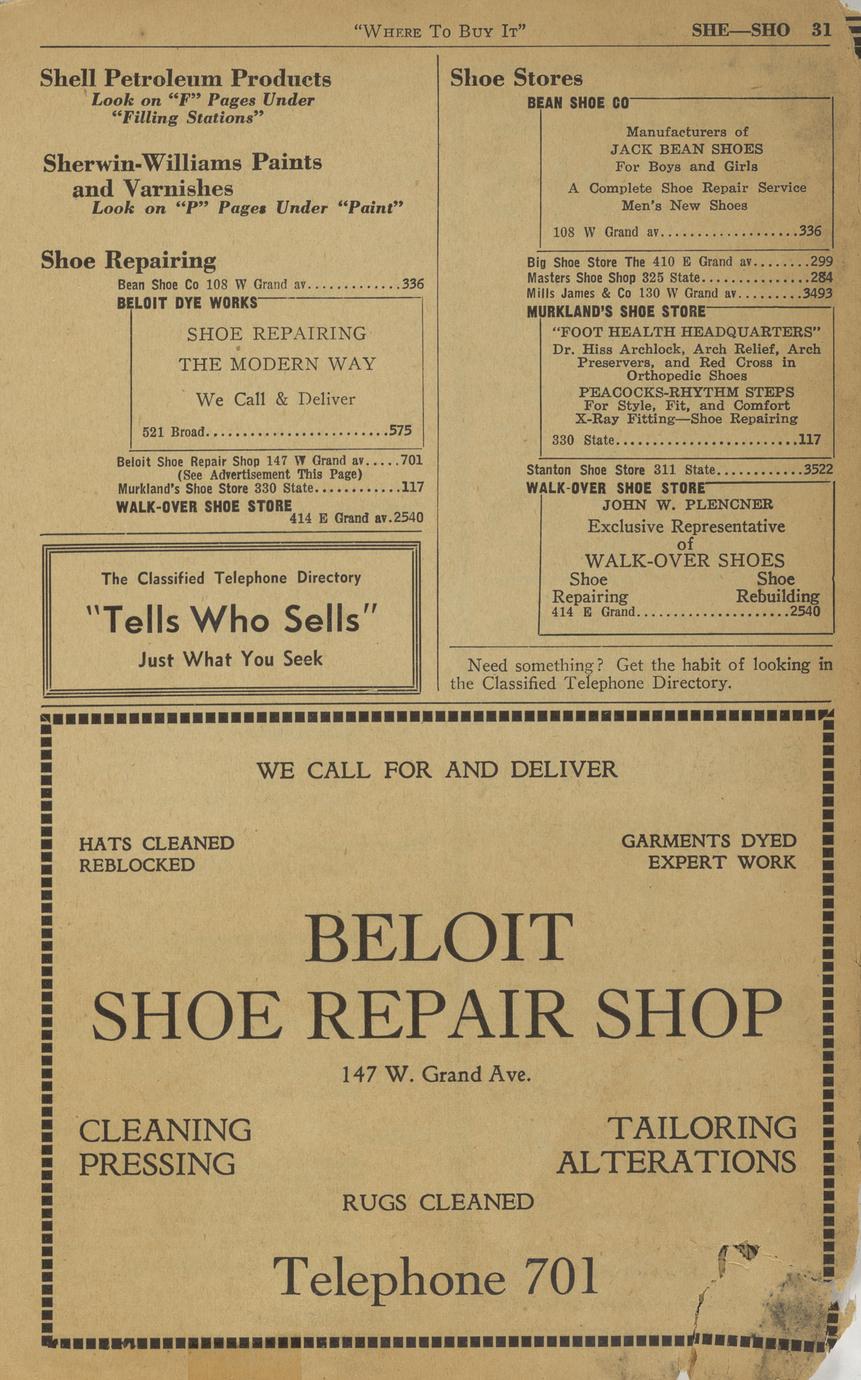 "Where To Buy It"
SHE—SHO 31
Shell Petroleum Products
Look on "F" Pages Under
"Filling Stations"
Sherwin-Williams Paints
and Varnishes
Look on "P" Pages Under "Paint"
Shoe Repairing
Bean Shoe Co 108 W Grand av.............336
BELOIT DYE WORKS
SHOE REPAIRING
THE MODERN WAY
We Call & Deliver
521 Broad.........................575
Beloit Shoe Repair Shop 147 W Grand av.....701
(See Advertisement This Page)
Murkland's Shoe Store 330 State............117
WALK-OVER SHOE STORE
414 E Grand av.2540
The Classified Telephone Directory
"Tells Who Sells"
Just What You Seek
Shoe Stores
BEAN SHOE CO
Manufacturers of
JACK BEAN SHOES
For Boys and Girls
A Complete Shoe Repair Service
Men's New Shoes
108 W Grand av...................336
Big Shoe Store The 410 E Grand av........299
Masters Shoe Shop 325 State...............284
Mills James & Co 130 W Grand av.........3493
MURKLAND'S SHOE STORE
"FOOT HEALTH HEADQUARTERS"
Dr. Hiss Archlock, Arch Relief, Arch
Preservers, and Red Cross in
Orthopedic Shoes
PEACOCKS-RHYTHM STEPS
For Style, Fit, and Comfort
X-Ray Fitting—Shoe Repairing
330 State.........................117
Stanton Shoe Store 311 State............3522
WALK-OVER SHOE STORE
JOHN W. PLENCNER
Exclusive Representative
of
WALK-OVER SHOES
Shoe Shoe
Repairing Rebuilding
414 E Grand.....................2540
Need something? Get the habit of looking in
the Classified Telephone Directory.
WE CALL FOR AND DELIVER
HATS CLEANED
REBLOCKED
GARMENTS DYED
EXPERT WORK
BELOIT
SHOE REPAIR SHOP
147 W. Grand Ave.
CLEANING
PRESSING
TAILORING
ALTERATIONS
RUGS CLEANED
Telephone 701